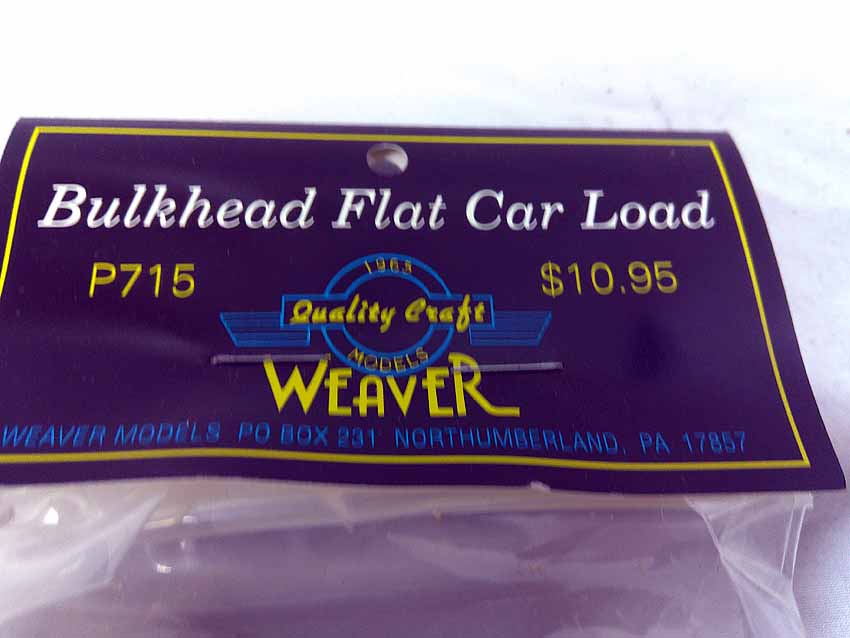 Bulkhead Flat Car Load
P715
$10.95
1963
Quality Craft
MODELS
WEAVER
WEAVER MODELS PO BOX 231 NORTHUMBERLAND, PA 17857